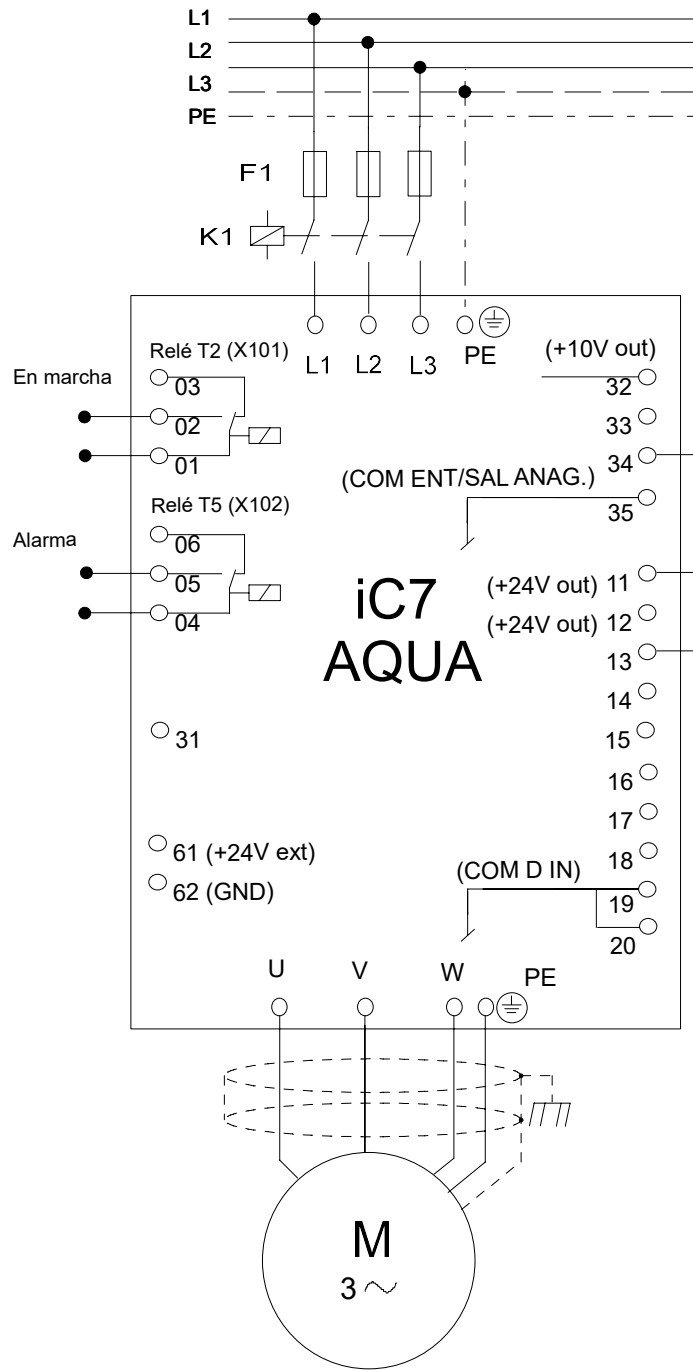 L1
L2
L3
PE
F1
K1
L1 L2 L3 PE
Relé T2 (X101)
En marcha
03
02
01
Relé T5 (X102)
Alarma
06
05
04
31
61 (+24V ext)
62 (GND)
(+10V out)
32
33
34
(COM ENT/SAL ANAG.)
35
iC7
AQUA
(+24V out) 11
(+24V out) 12
13
14
15
16
17
18
(COM D IN)
19
20
U V W PE
M
3 ~